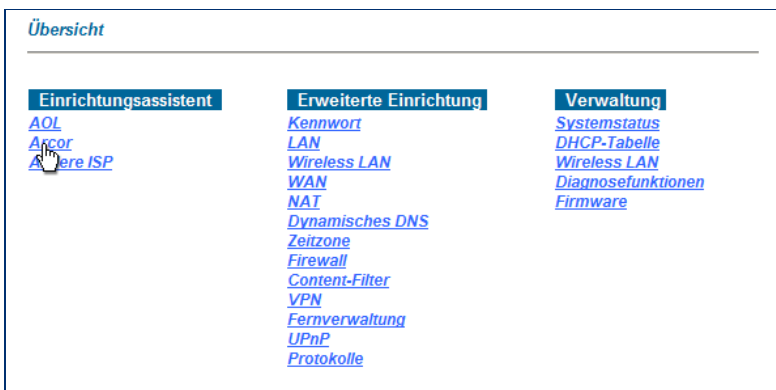 Übersicht
Einrichtungsassistent
AOL
Arcor
Andere ISP
Erweiterte Einrichtung
Kennwort
LAN
Wireless LAN
WAN
NAT
Dynamisches DNS
Zeitzone
Firewall
Content-Filter
VPN
Fernverwaltung
UPnP
Protokolle
Verwaltung
Systemstatus
DHCP-Tabelle
Wireless LAN
Diagnosefunktionen
Firmware